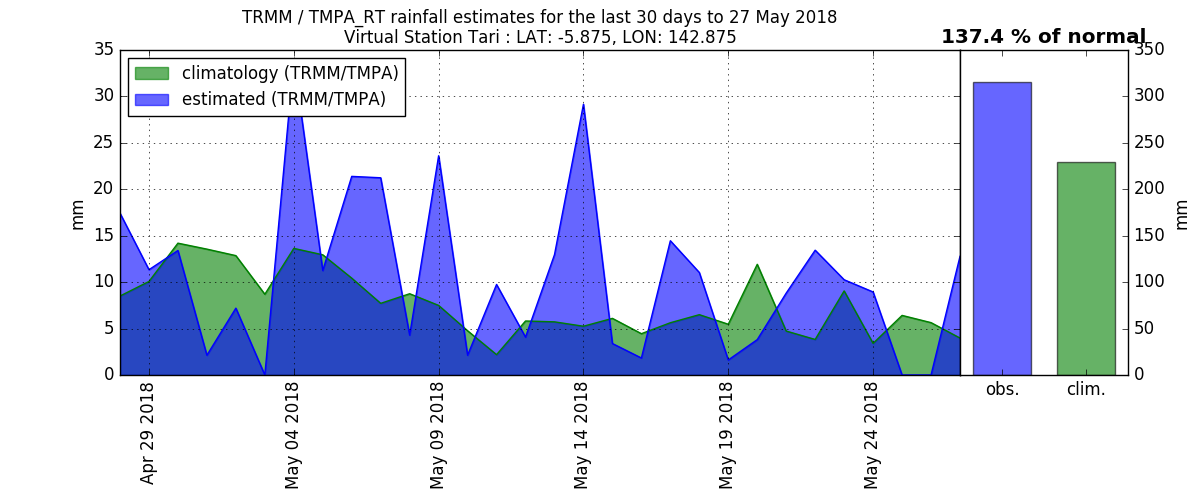 TRMM / TMPA_RT rainfall estimates for the last 30 days to 27 May 2018
Virtual Station Tari : LAT: -5.875, LON: 142.875
137.4 % of normal
climatology (TRMM/TMPA)
estimated (TRMM/TMPA)
mm
35
30
25
20
15
10
5
0
Apr 29 2018
May 04 2018
May 09 2018
May 14 2018
May 19 2018
May 24 2018
350
300
250
200
150
100
50
0
mm
obs.
clim.